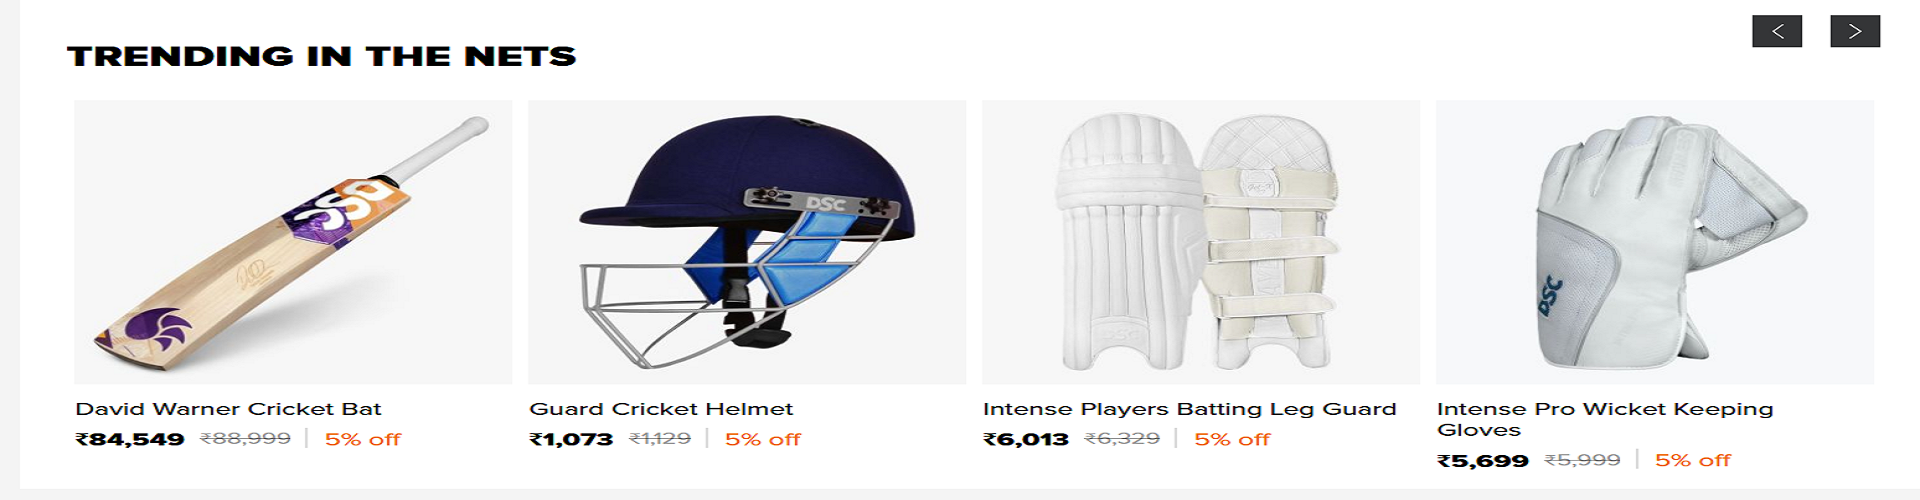 TRENDING IN THE NETS
< >
DSC
DSC
DSC
DSC
David Warner Cricket Bat
₹84,549 ₹88,999 | 5% off
Guard Cricket Helmet
₹1,073 ₹1,129 | 5% off
Intense Players Batting Leg Guard
₹6,013 ₹6,329 | 5% off
Intense Pro Wicket Keeping
Gloves
₹5,699 ₹5,999 | 5% off